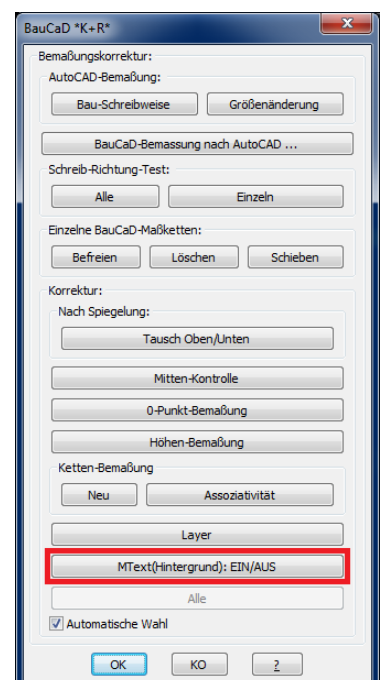 BauCaD *K+R*
Bemaßungskorrektur:
AutoCAD-Bemaßung:
Bau-Schreibweise Größenänderung
BauCaD-Bemassung nach AutoCAD ...
Schreib-Richtung-Test:
Alle Einzeln
Einzelne BauCaD-Maßketten:
Befreien Löschen Schieben
Korrektur:
Nach Spiegelung:
Tausch Oben/Unten
Mitten-Kontrolle
0-Punkt-Bemaßung
Höhen-Bemaßung
Ketten-Bemaßung
Neu Assoziativität
Layer
MText(Hintergrund): EIN/AUS
Alle
Automatische Wahl
OK KO ?